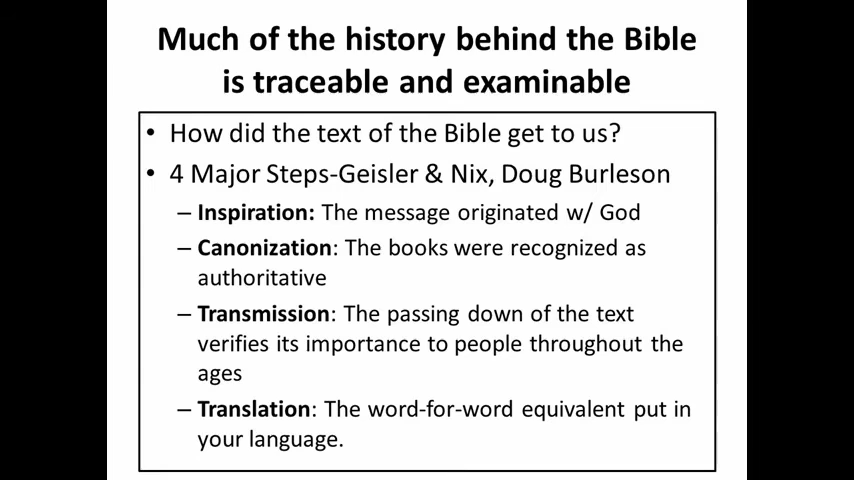 Much of the history behind the Bible
is traceable and examinable
• How did the text of the Bible get to us?
• 4 Major Steps-Geisler & Nix, Doug Burleson
– Inspiration: The message originated w/ God
– Canonization: The books were recognized as
authoritative
– Transmission: The passing down of the text
verifies its importance to people throughout the
ages
– Translation: The word-for-word equivalent put in
your language.